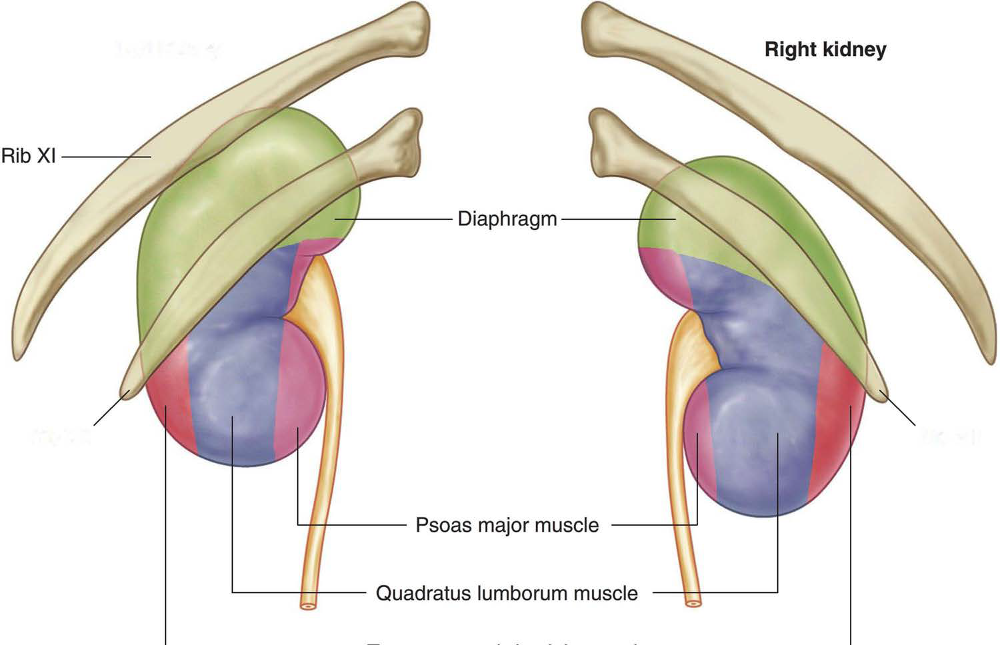 Right kidney
Rib XI
Diaphragm
Psoas major muscle
Quadratus lumborum muscle